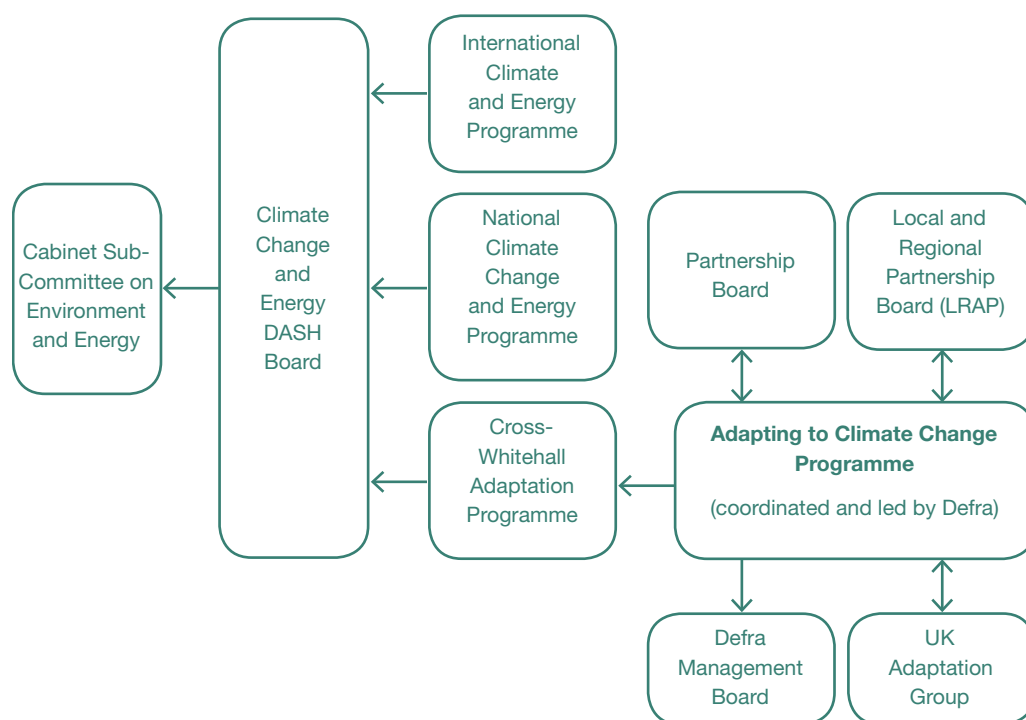 International
Climate
and Energy
Programme
Climate
Change
and
Energy
DASH
Board
Cabinet Sub-
Committee on
Environment
and Energy
National
Climate
Change
and Energy
Programme
Partnership
Board
Local and
Regional
Partnership
Board (LRAP)
Cross-
Whitehall
Adaptation
Programme
Adapting to Climate Change
Programme
(coordinated and led by Defra)
Defra
Management
Board
UK
Adaptation
Group